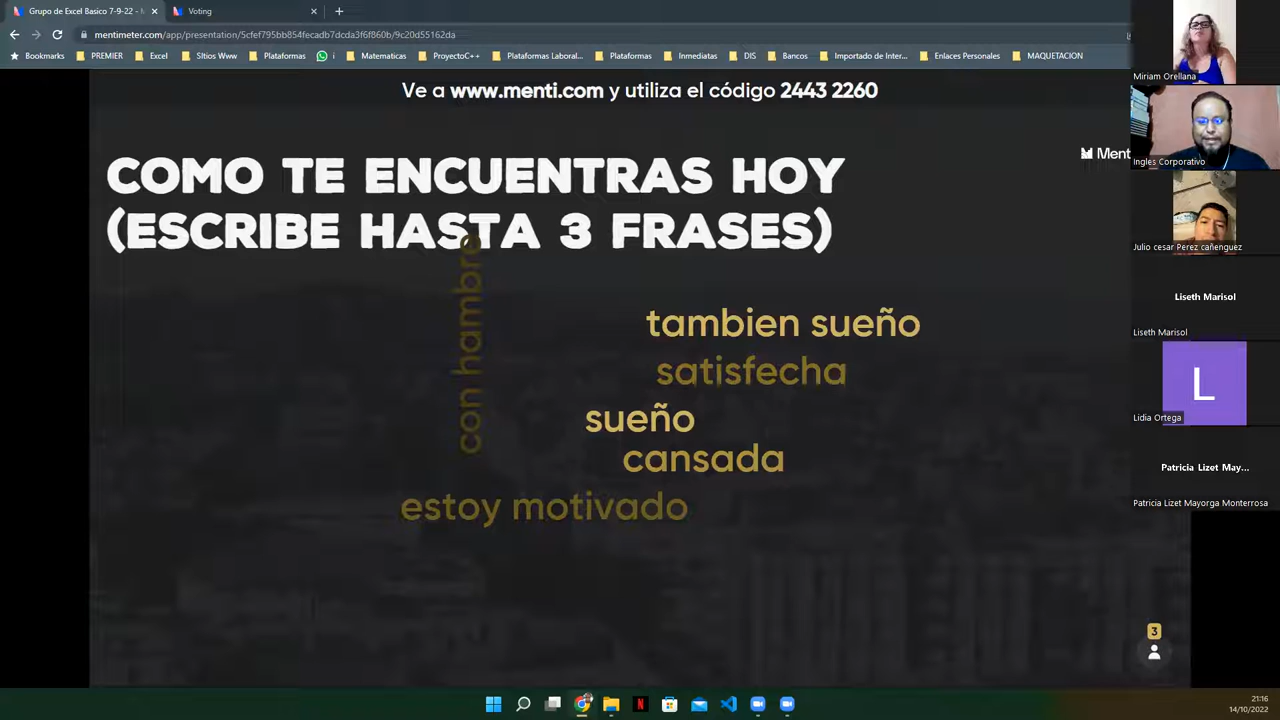 Grupo de Excel Basico 7-9-22 - M
Voting
mentimeter.com/app/presentation/5cfef795bb854fecadb7dcda3f6f860b/9c20d55162da
Bookmarks
PREMIER
Excel
Sitios Www
Plataformas
i
Matematicas
ProyectoC++
Plataformas Laboral...
Plataformas
Inmediatas
DIS
Bancos
Importado de Inter...
Enlaces Personales
MAQUETACION
Ve a www.menti.com y utiliza el código 2443 2260
Ment
COMO TE ENCUENTRAS HOY
(ESCRIBE HASTA 3 FRASES)
con hambre
tambien sueño
satisfecha
sueño
cansada
estoy motivado
3
Miriam Orellana
Ingles Corporativo
Julio cesar Perez cañenguez
Liseth Marisol
Liseth Marisol
L
Lidia Ortega
Patricia Lizet May...
Patricia Lizet Mayorga Monterrosa
21:16
14/10/2022